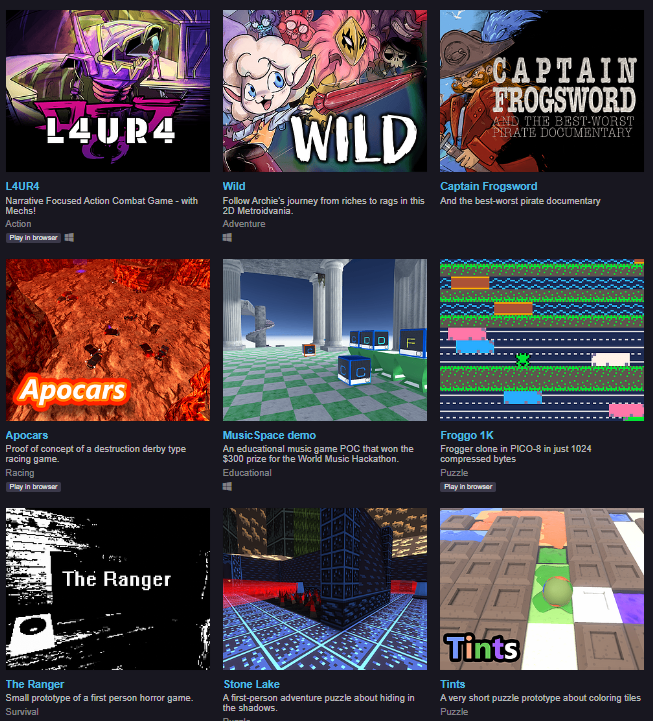 L4UR4
WILD
CAPTAIN
FROGSWORD
AND THE BEST-WORST
PIRATE DOCUMENTARY
L4UR4
Narrative Focused Action Combat Game - with
Mechs!
Action
Play in browser
Wild
Follow Archie's journey from riches to rags in this
2D Metroidvania.
Adventure
Captain Frogsword
And the best-worst pirate documentary
Apocars
D
D
F
C
Apocars
Proof of concept of a destruction derby type
racing game.
Racing
Play in browser
MusicSpace demo
An educational music game POC that won the
$300 prize for the World Music Hackathon.
Educational
Froggo 1K
Frogger clone in PICO-8 in just 1024
compressed bytes
Puzzle
Play in browser
The Ranger
Tints
The Ranger
Small prototype of a first person horror game.
Survival
Stone Lake
A first-person adventure puzzle about hiding in
the shadows.
Puzzle
Tints
A very short puzzle prototype about coloring tiles
Puzzle